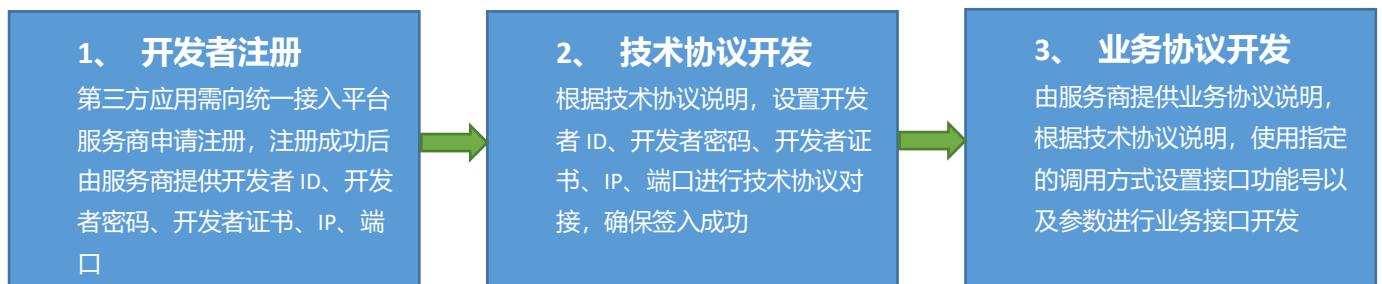 1、 开发者注册
第三方应用需向统一接入平台
服务商申请注册，注册成功后
由服务商提供开发者 ID、开发
者密码、开发者证书、IP、端
口
2、 技术协议开发
根据技术协议说明，设置开发
者 ID、开发者密码、开发者证
书、IP、端口进行技术协议对
接，确保签入成功
3、 业务协议开发
由服务商提供业务协议说明，
根据技术协议说明，使用指定
的调用方式设置接口功能号以
及参数进行业务接口开发